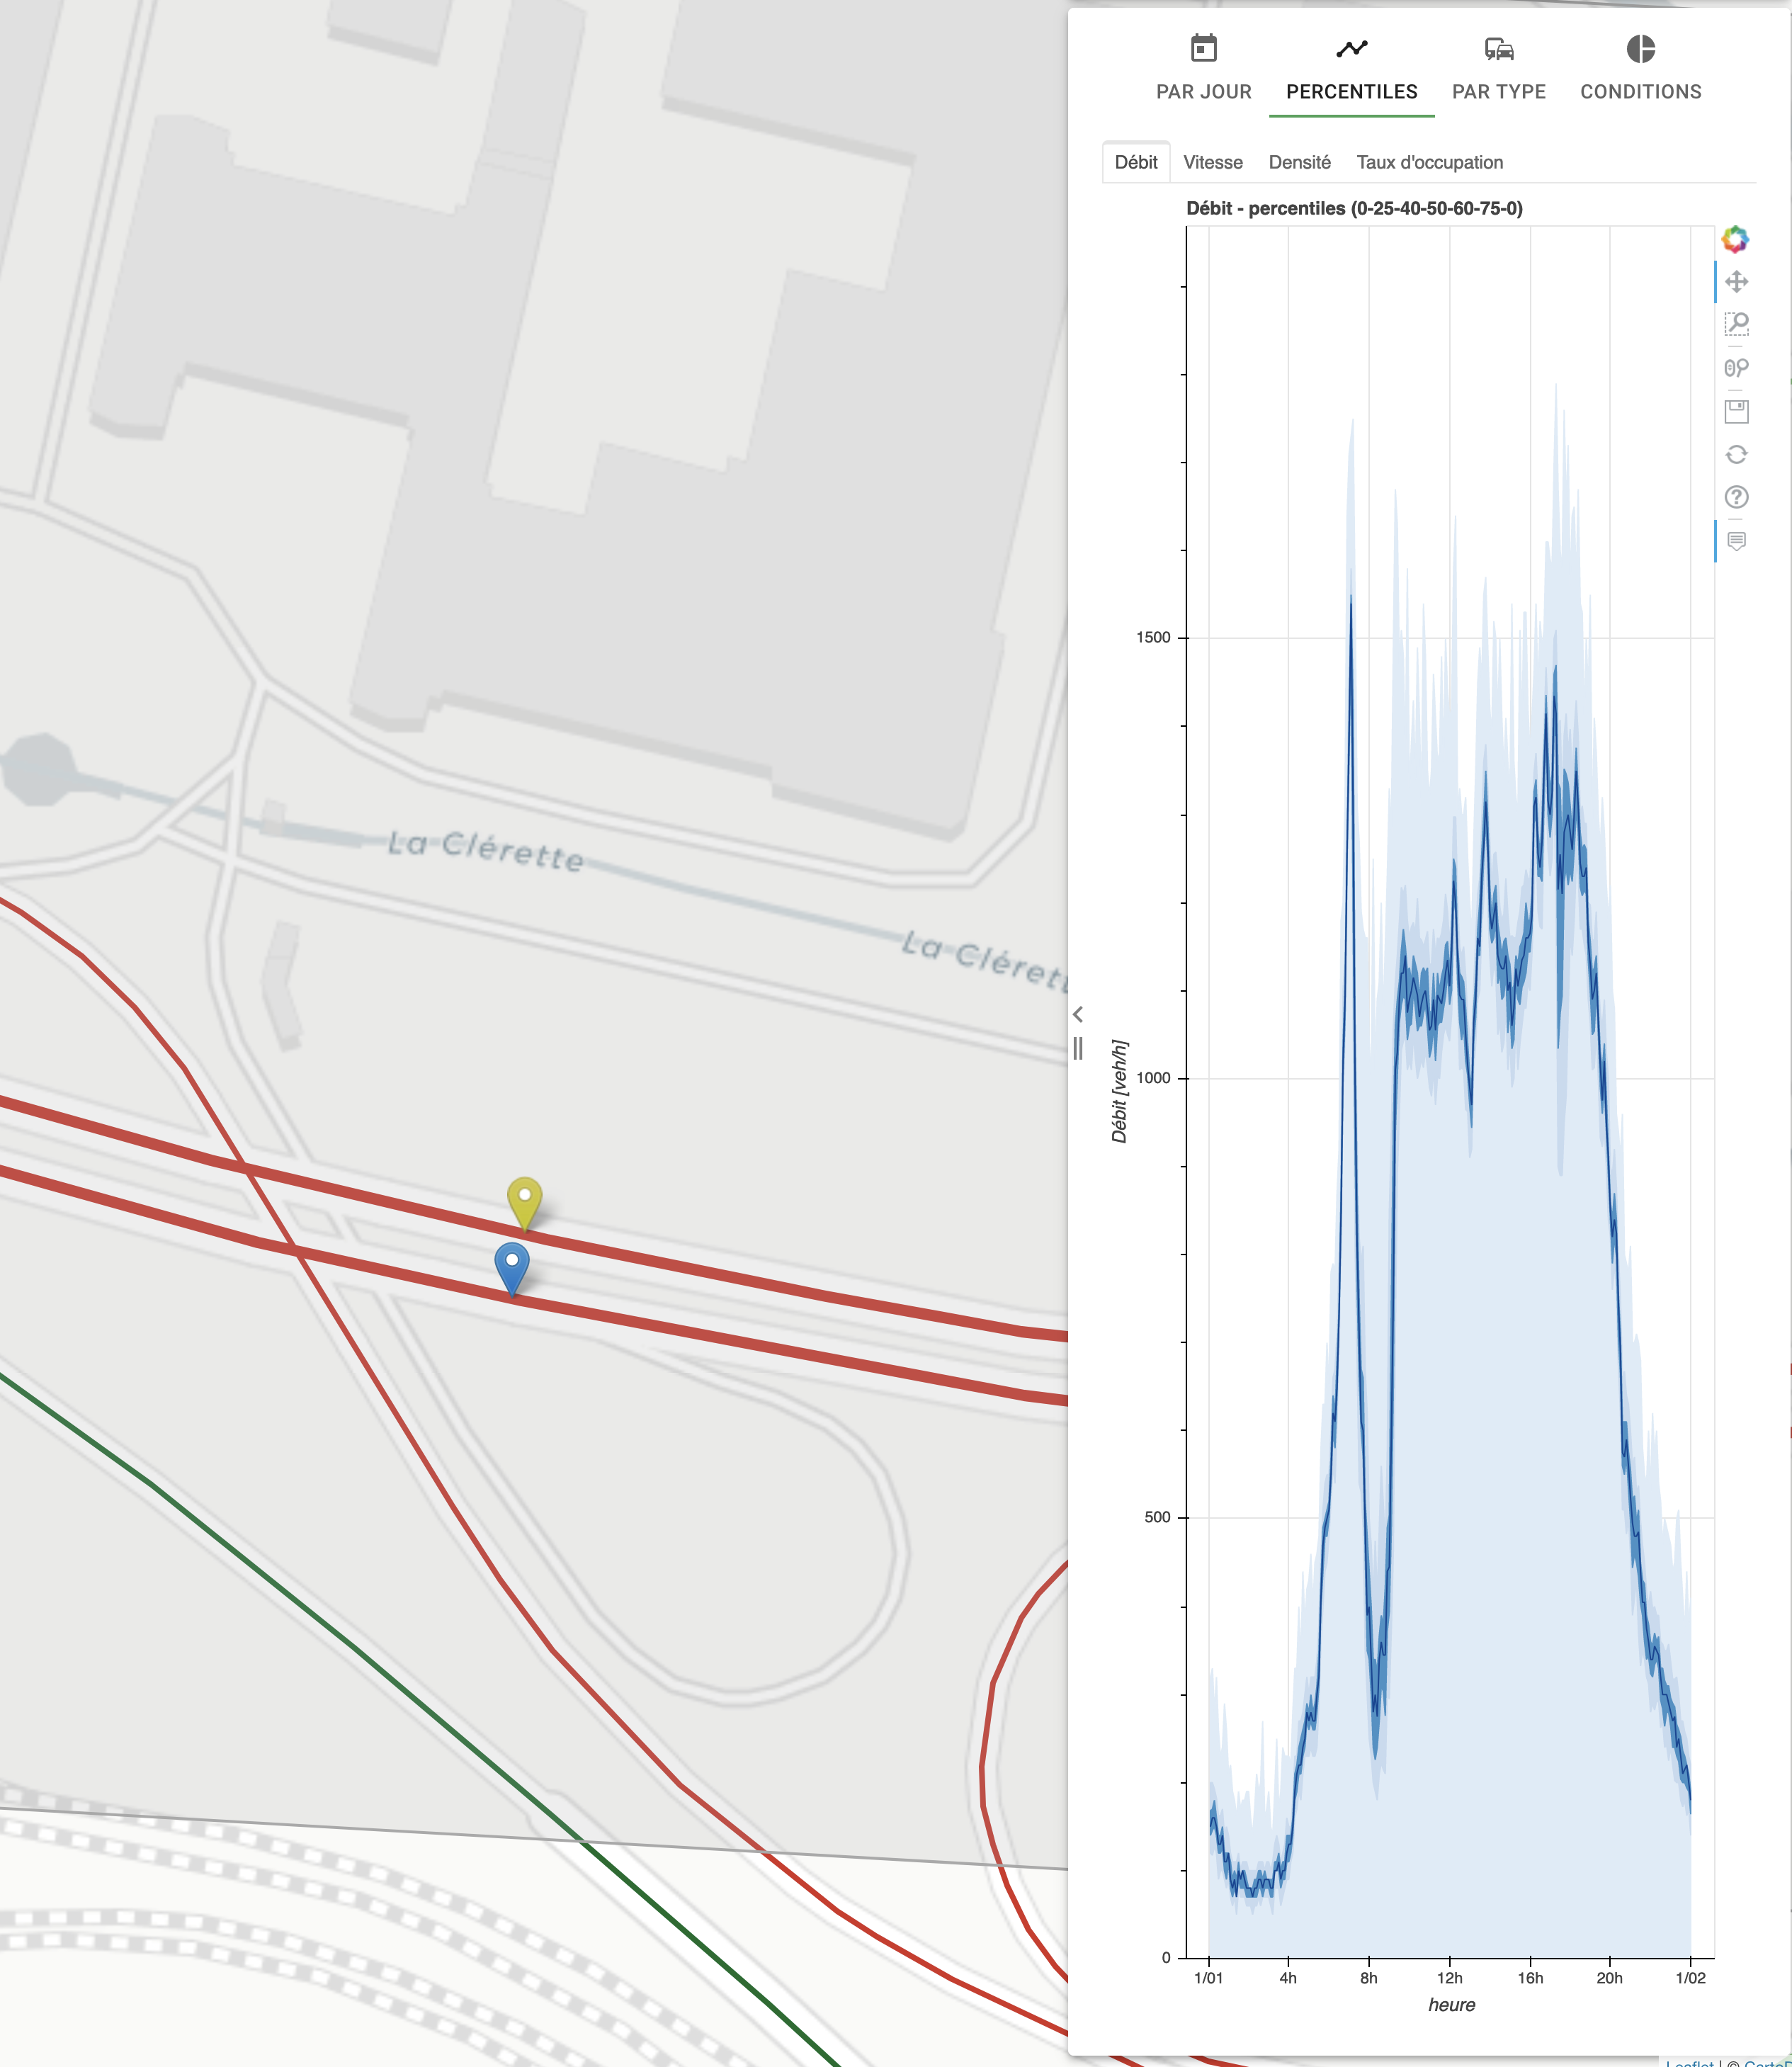 PAR JOUR PERCENTILES PAR TYPE CONDITIONS
Débit Vitesse Densité Taux d'occupation
Débit - percentiles (0-25-40-50-60-75-0)
1500
1000
500
0
Débit [veh/h]
1/01 4h 8h 12h 16h 20h 1/02
heure
La Clérette
La Cléret
Leaflet | ©